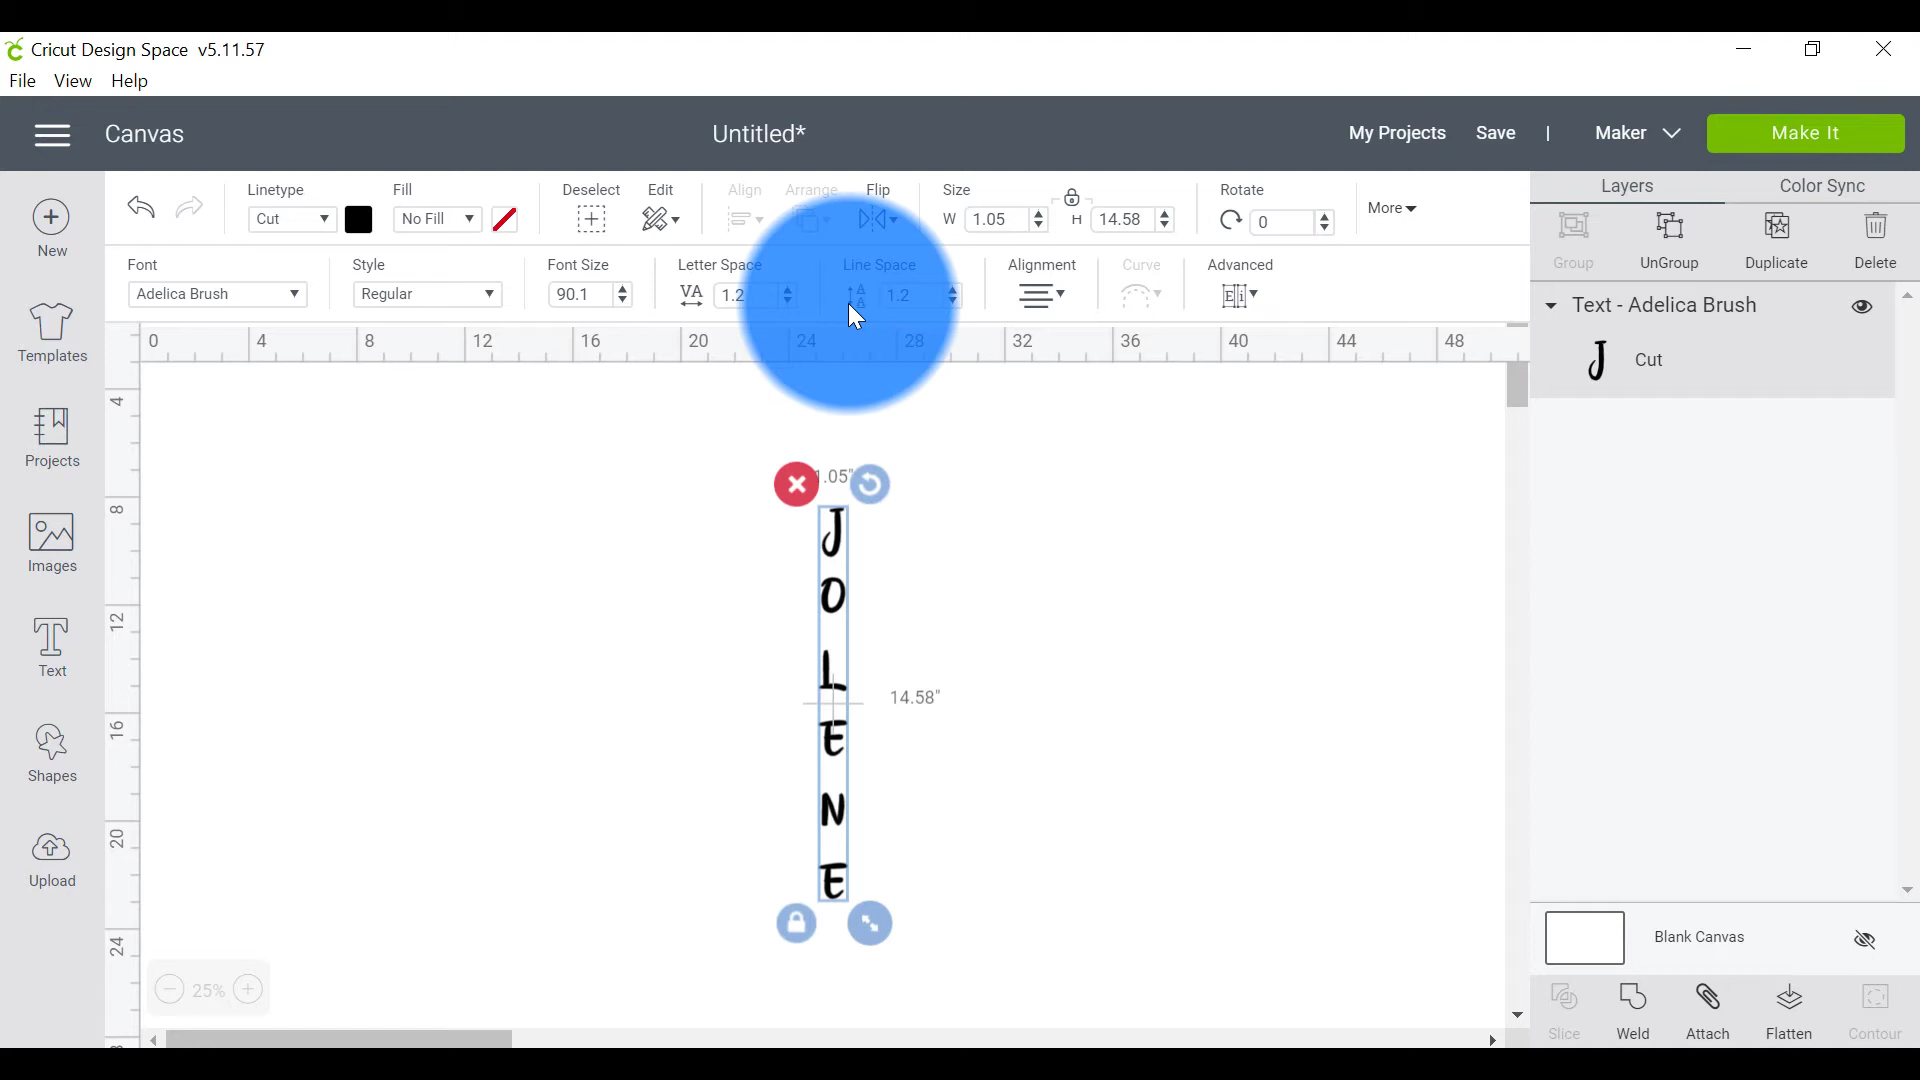 Cricut Design Space v5.11.57
File View Help
Canvas Untitled* My Projects Save | Maker Make It
Linetype Fill Deselect Edit Align Arrange Flip Size Rotate
Cut No Fill W 1.05 H 14.58 0 More
Font Style Font Size Letter Space Line Space Alignment Curve Advanced
Adelica Brush Regular 90.1 VA 1.2 1.2
0 4 8 12 16 20 24 28 32 36 40 44 48
4
8
12
16
20
24
New
Templates
Projects
Images
Text
Shapes
Upload
1.05"
J
O
L
E
N
E
14.58"
25%
Layers Color Sync
Group UnGroup Duplicate Delete
Text - Adelica Brush
J Cut
Blank Canvas
Slice Weld Attach Flatten Contour